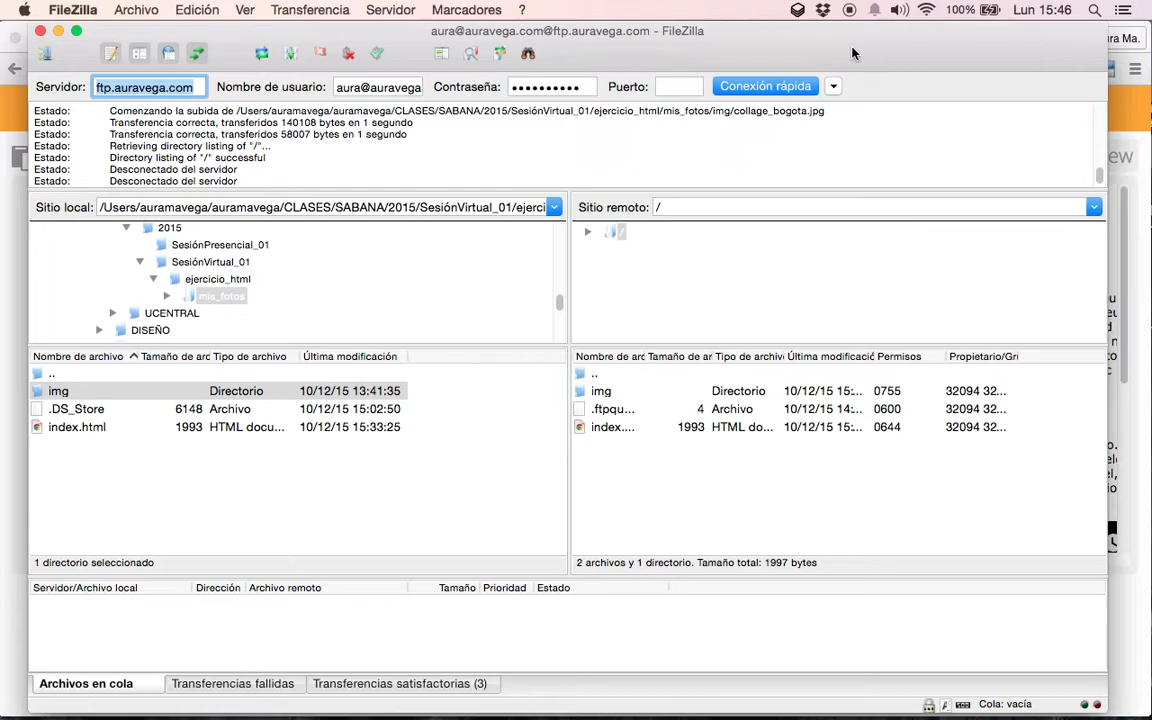 FileZilla Archivo Edición Ver Transferencia Servidor Marcadores ? 100% Lun 15:46
aura@auravega.com@ftp.auravega.com - FileZilla
ra Ma.
Servidor: ftp.auravega.com Nombre de usuario: aura@auravega Contraseña: •••••••••• Puerto: Conexión rápida
Estado: Comenzando la subida de /Users/auramavega/auramavega/CLASES/SABANA/2015/SesiónVirtual_01/ejercicio_html/mis_fotos/img/collage_bogota.jpg
Estado: Transferencia correcta, transferidos 140108 bytes en 1 segundo
Estado: Transferencia correcta, transferidos 58007 bytes en 1 segundo
Estado: Retrieving directory listing of "/"...
Estado: Directory listing of "/" successful
Estado: Desconectado del servidor
Estado: Desconectado del servidor
ew
Sitio local: /Users/auramavega/auramavega/CLASES/SABANA/2015/SesiónVirtual_01/ejerci Sitio remoto: /
2015 /
SesiónPresencial_01
SesiónVirtual_01
ejercicio_html
mis_fotos
UCENTRAL
DISEÑO
Nombre de archivo Tamaño de arc Tipo de archivo Última modificación Nombre de arc Tamaño de ar Tipo de archivo Última modificació Permisos Propietario/Gri
.. ..
img Directorio 10/12/15 13:41:35 img Directorio 10/12/15 15:... 0755 32094 32...
.DS_Store 6148 Archivo 10/12/15 15:02:50 .ftpqu... 4 Archivo 10/12/15 14:... 0600 32094 32...
index.html 1993 HTML docu... 10/12/15 15:33:25 index.... 1993 HTML do... 10/12/15 15:... 0644 32094 32...
1 directorio seleccionado 2 archivos y 1 directorio. Tamaño total: 1997 bytes
Servidor/Archivo local Dirección Archivo remoto Tamaño Prioridad Estado
Archivos en cola Transferencias fallidas Transferencias satisfactorias (3)
Cola: vacía